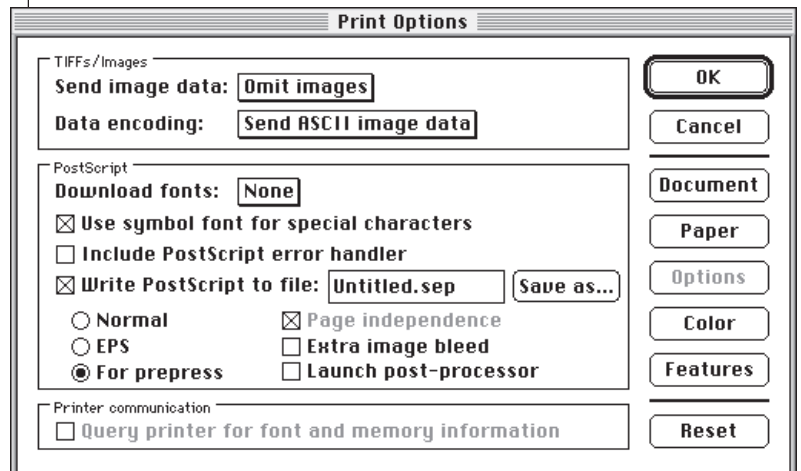 Print Options
TIFFs/Images
Send image data: Omit images
Data encoding: Send ASCII image data
PostScript
Download fonts: None
Use symbol font for special characters
Include PostScript error handler
Write PostScript to file: Untitled.sep Save as...
Normal
Page independence
EPS
Extra image bleed
For prepress
Launch post-processor
Printer communication
Query printer for font and memory information
OK
Cancel
Document
Paper
Options
Color
Features
Reset